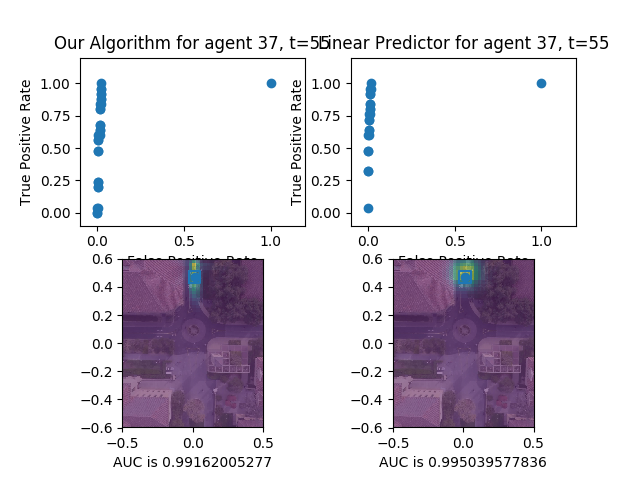 Our Algorithm for agent 37, t=55
Linear Predictor for agent 37, t=55
True Positive Rate
1.00
0.75
0.50
0.25
0.00
0.0 0.5 1.0
False Positive Rate
True Positive Rate
1.00
0.75
0.50
0.25
0.00
0.0 0.5 1.0
False Positive Rate
0.6
0.4
0.2
0.0
−0.2
−0.4
−0.6
−0.5 0.0 0.5
AUC is 0.99162005277
0.6
0.4
0.2
0.0
−0.2
−0.4
−0.6
−0.5 0.0 0.5
AUC is 0.995039577836